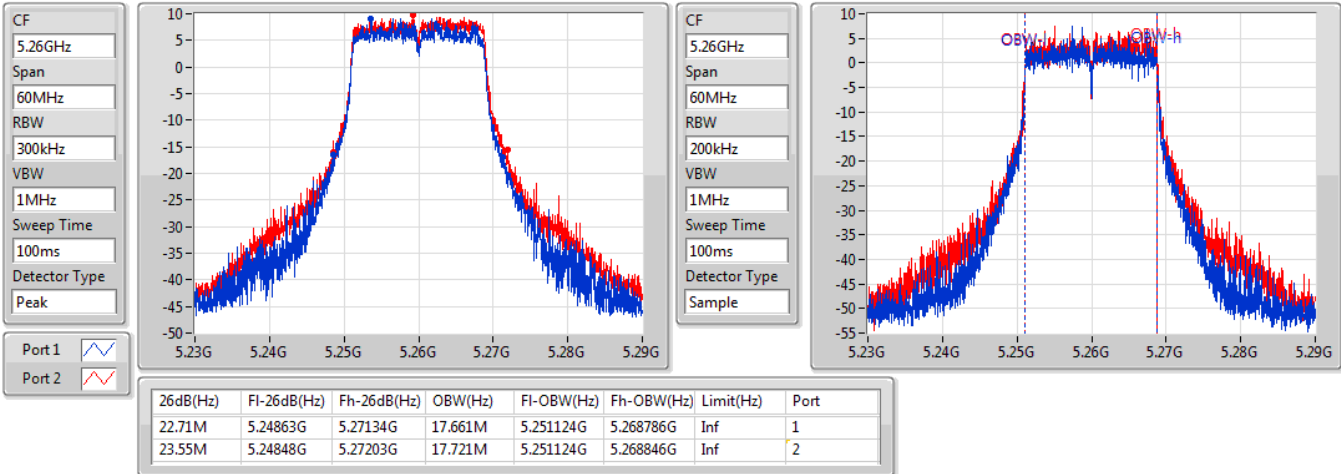 CF
5.26GHz
Span
60MHz
RBW
300kHz
VBW
1MHz
Sweep Time
100ms
Detector Type
Peak
Port 1
Port 2
10
5
0
-5
-10
-15
-20
-25
-30
-35
-40
-45
-50
5.23G 5.24G 5.25G 5.26G 5.27G 5.28G 5.29G
CF
5.26GHz
Span
60MHz
RBW
200kHz
VBW
1MHz
Sweep Time
100ms
Detector Type
Sample
10
5
0
-5
-10
-15
-20
-25
-30
-35
-40
-45
-50
-55
OBW- OBW-h
5.23G 5.24G 5.25G 5.26G 5.27G 5.28G 5.29G
26dB(Hz) Fl-26dB(Hz) Fh-26dB(Hz) OBW(Hz) Fl-OBW(Hz) Fh-OBW(Hz) Limit(Hz) Port
22.71M 5.24863G 5.27134G 17.661M 5.251124G 5.268786G Inf 1
23.55M 5.24848G 5.27203G 17.721M 5.251124G 5.268846G Inf 2